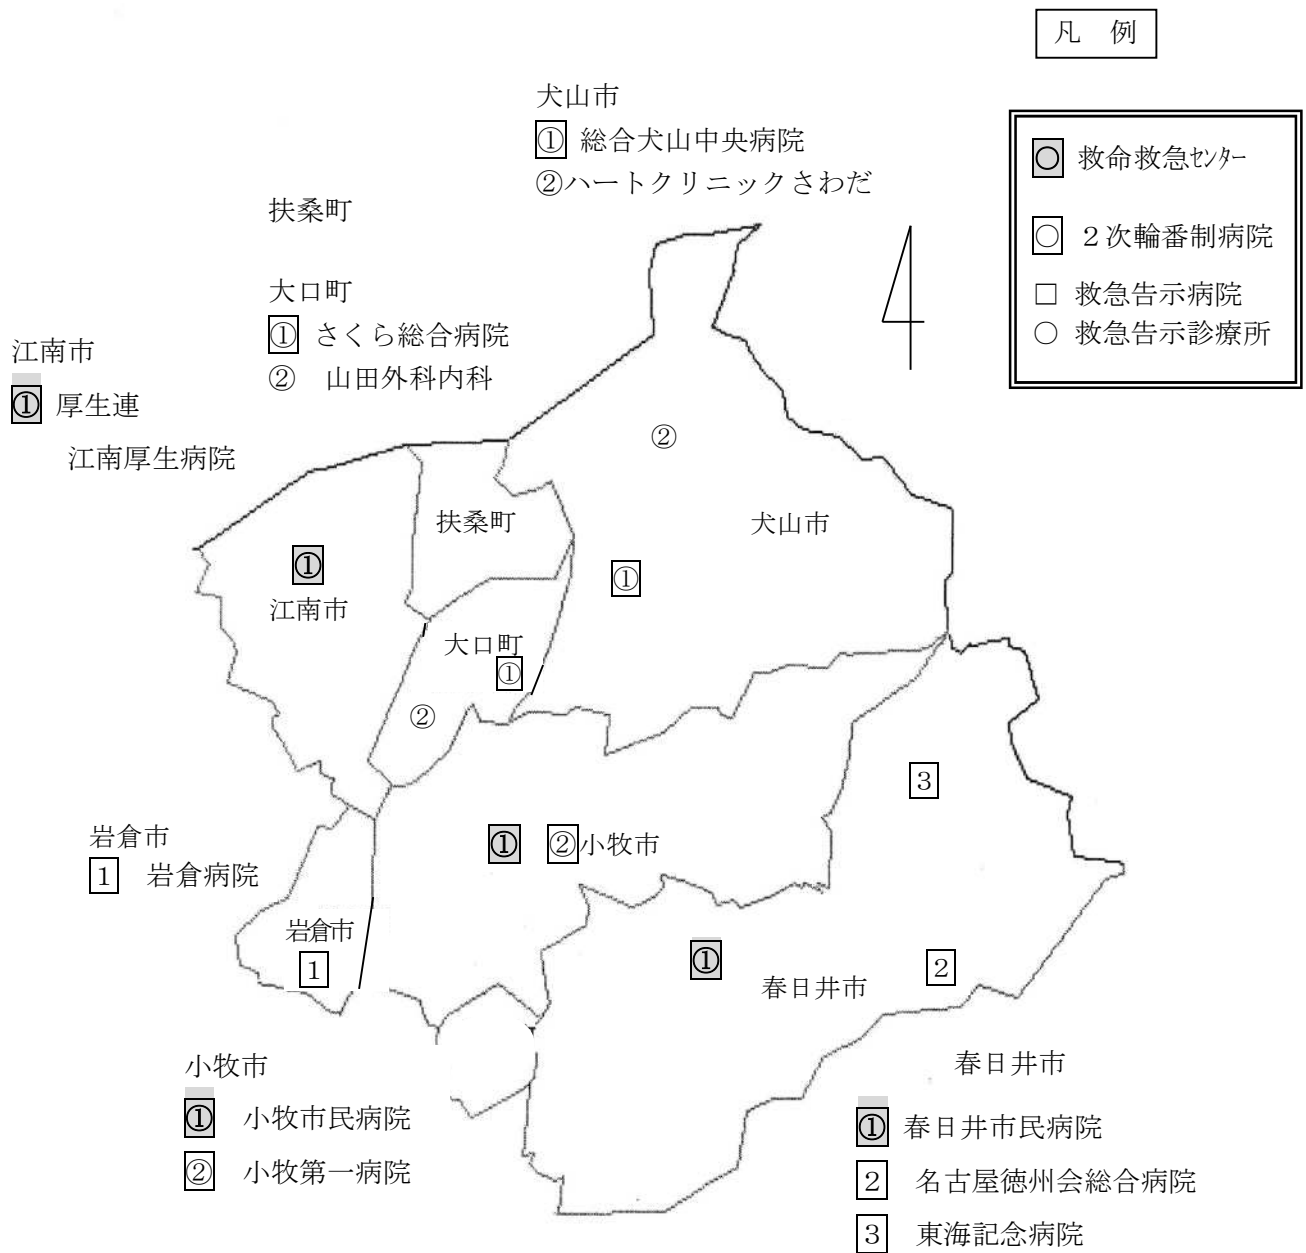 凡　例
犬山市
① 総合犬山中央病院
②ハートクリニックさわだ
○ 救命救急センター
○ ２次輪番制病院
□ 救急告示病院
○ 救急告示診療所
扶桑町
大口町
① さくら総合病院
②　山田外科内科
江南市
① 厚生連
江南厚生病院
②
扶桑町
犬山市
①
①
江南市
大口町
①
②
3
岩倉市
1　岩倉病院
①
②小牧市
岩倉市
1
①
2
春日井市
小牧市
①　小牧市民病院
②　小牧第一病院
春日井市
① 春日井市民病院
2　名古屋徳州会総合病院
3　東海記念病院